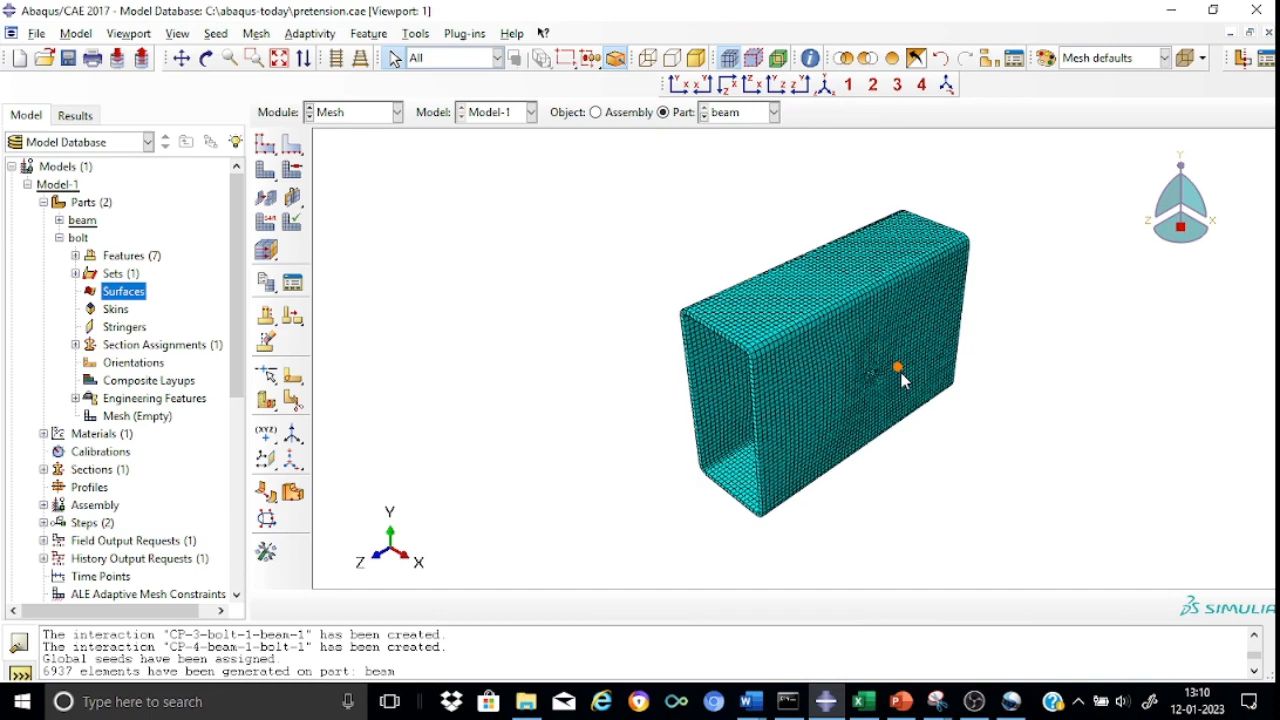 Abaqus/CAE 2017 - Model Database: C:\abaqus-today\pretension.cae [Viewport: 1]
File Model Viewport View Seed Mesh Adaptivity Feature Tools Plug-ins Help
All
Mesh defaults
1 2 3 4
Model Results
Module: Mesh Model: Model-1 Object: Assembly Part: beam
Model Database
Models (1)
Model-1
Parts (2)
beam
bolt
Features (7)
Sets (1)
Surfaces
Skins
Stringers
Section Assignments (1)
Orientations
Composite Layups
Engineering Features
Mesh (Empty)
Materials (1)
Calibrations
Sections (1)
Profiles
Assembly
Steps (2)
Field Output Requests (1)
History Output Requests (1)
Time Points
ALE Adaptive Mesh Constraints
(XYZ)
Y
Z X
Y
Z X
SIMULIA
The interaction "CP-3-bolt-1-beam-1" has been created.
The interaction "CP-4-beam-1-bolt-1" has been created.
Global seeds have been assigned.
6937 elements have been generated on part: beam
Type here to search
13:10
12-01-2023